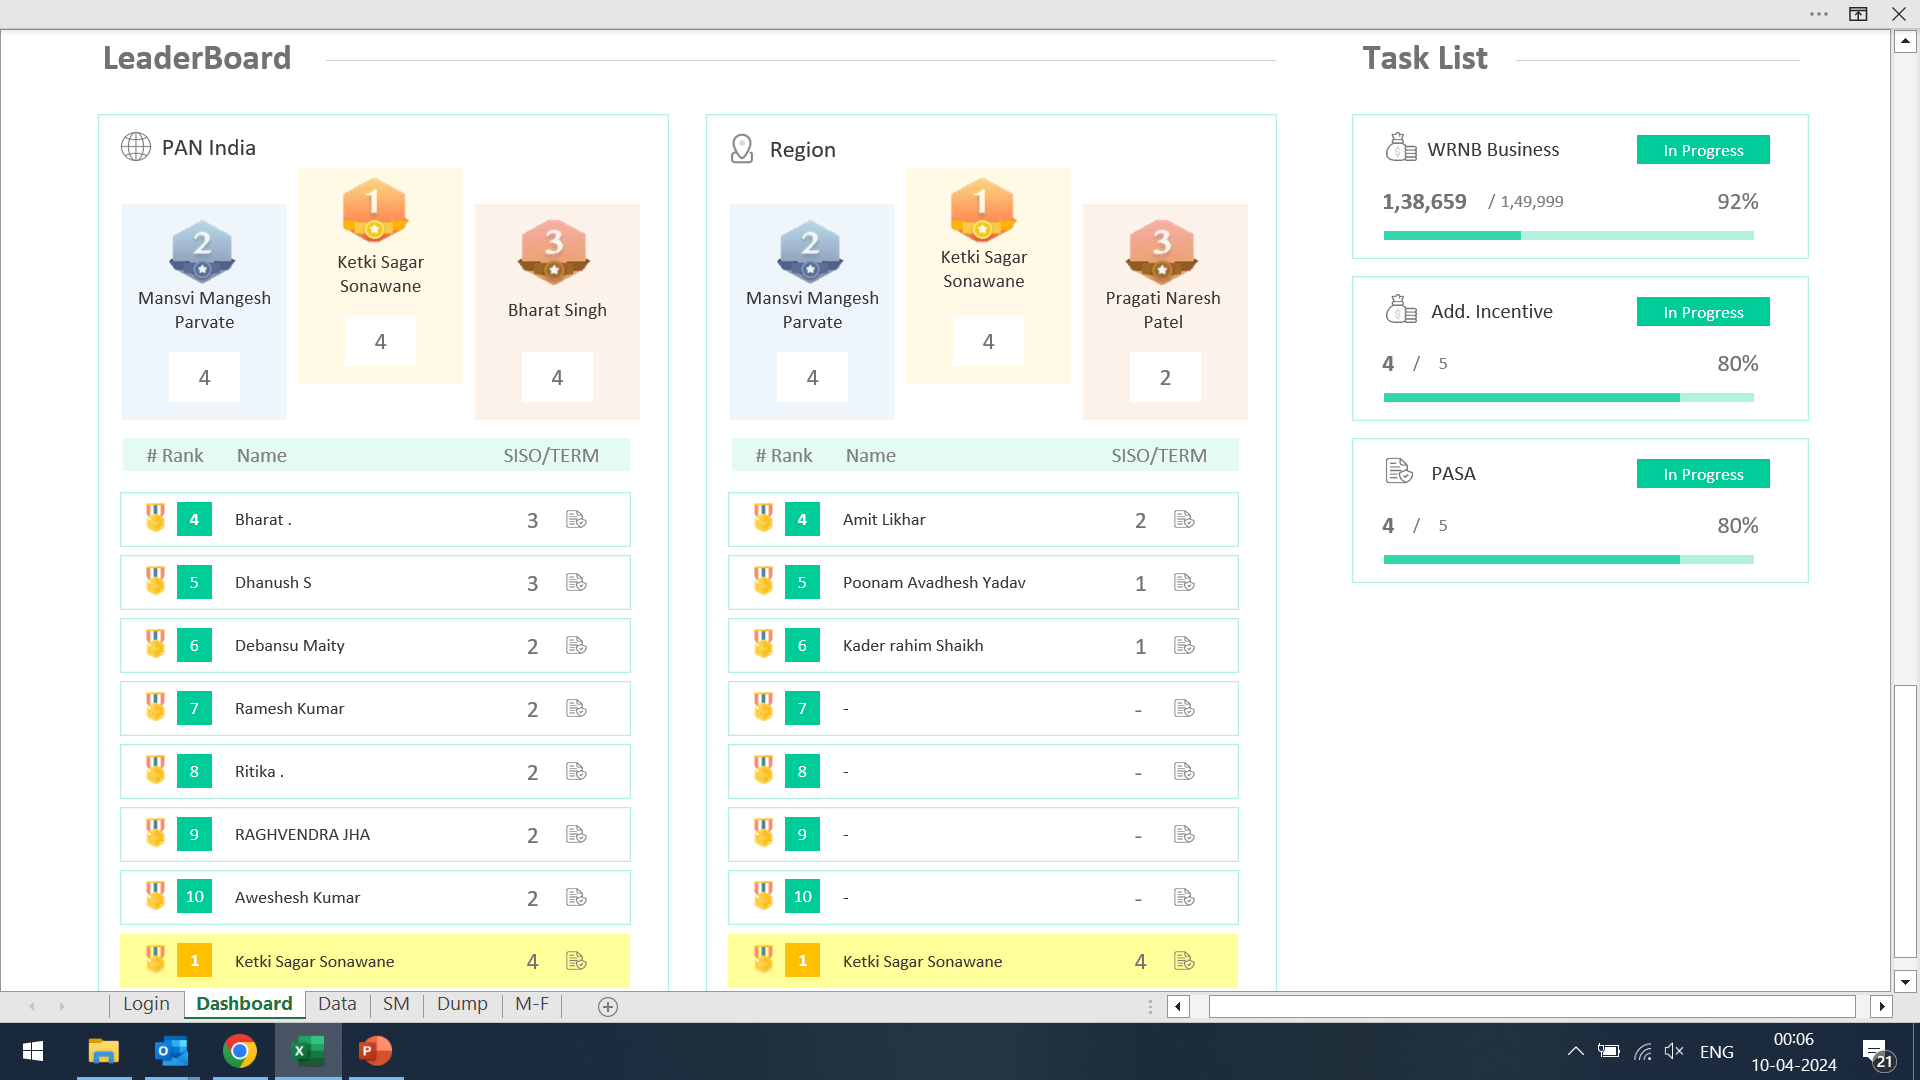 LeaderBoard
Task List
PAN India
1
Ketki Sagar
Sonawane
4
2
Mansvi Mangesh
Parvate
4
3
Bharat Singh
4
# Rank Name SISO/TERM
4 Bharat . 3
5 Dhanush S 3
6 Debansu Maity 2
7 Ramesh Kumar 2
8 Ritika . 2
9 RAGHVENDRA JHA 2
10 Aweshesh Kumar 2
1 Ketki Sagar Sonawane 4
Region
1
Ketki Sagar
Sonawane
4
2
Mansvi Mangesh
Parvate
4
3
Pragati Naresh
Patel
2
# Rank Name SISO/TERM
4 Amit Likhar 2
5 Poonam Avadhesh Yadav 1
6 Kader rahim Shaikh 1
7 - -
8 - -
9 - -
10 - -
1 Ketki Sagar Sonawane 4
WRNB Business In Progress
1,38,659 / 1,49,999 92%
Add. Incentive In Progress
4 / 5 80%
PASA In Progress
4 / 5 80%
Login Dashboard Data SM Dump M-F
ENG
00:06
10-04-2024
21